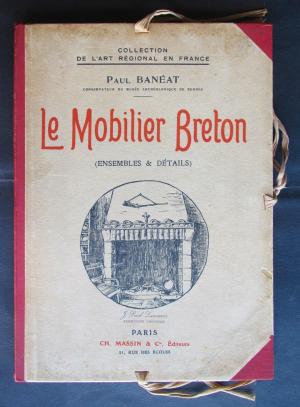 COLLECTION
DE L'ART RÉGIONAL EN FRANCE
PAUL BANÉAT
CONSERVATEUR DU MUSÉE ARCHÉOLOGIQUE DE RENNES
Le Mobilier Breton
(ENSEMBLES & DÉTAILS)
PARIS
CH. MASSIN & Cie, Éditeurs
51, RUE DES ÉCOLES